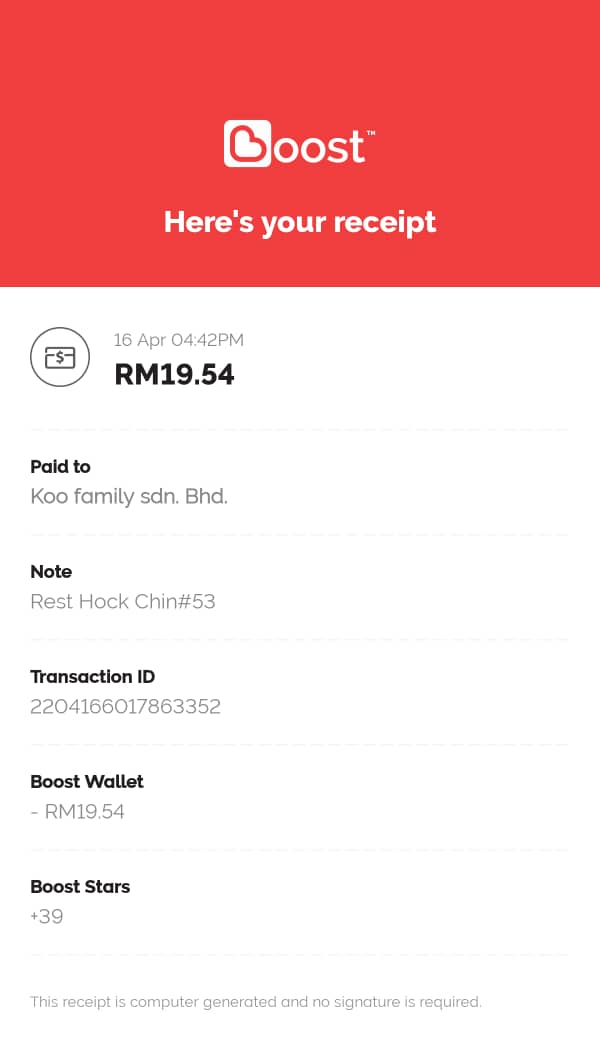 Boost™
Here's your receipt
16 Apr 04:42PM
RM19.54
Paid to
Koo family sdn. Bhd.
Note
Rest Hock Chin#53
Transaction ID
2204166017863352
Boost Wallet
- RM19.54
Boost Stars
+39
This receipt is computer generated and no signature is required.